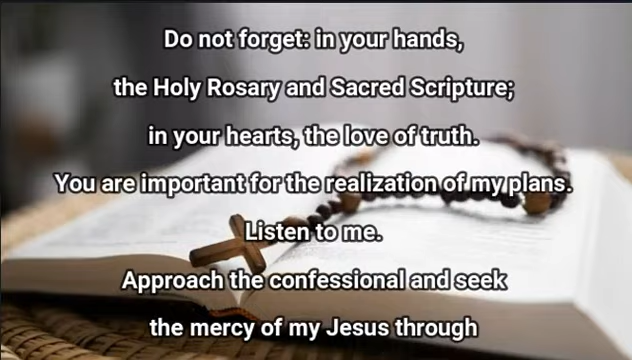 Do not forget: in your hands,
the Holy Rosary and Sacred Scripture;
in your hearts, the love of truth.
You are important for the realization of my plans.
Listen to me.
Approach the confessional and seek
the mercy of my Jesus through